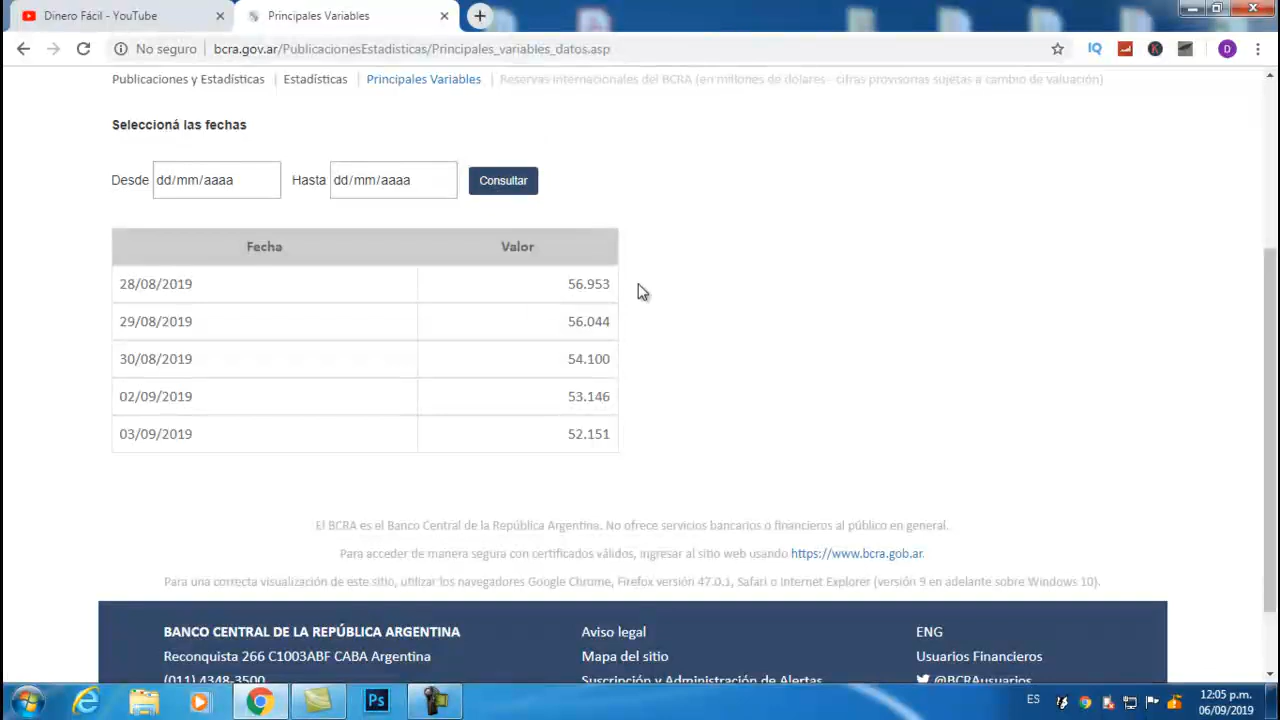 Dinero Fácil - YouTube
Principales Variables
No seguro
bcra.gov.ar/PublicacionesEstadisticas/Principales_variables_datos.asp
IQ
K
D
Publicaciones y Estadísticas | Estadísticas | Principales Variables | Reservas Internacionales del BCRA (en millones de dólares - cifras provisorias sujetas a cambio de valuación)
Seleccioná las fechas
Desde dd/mm/aaaa Hasta dd/mm/aaaa Consultar
Fecha Valor
28/08/2019 56.953
29/08/2019 56.044
30/08/2019 54.100
02/09/2019 53.146
03/09/2019 52.151
El BCRA es el Banco Central de la República Argentina. No ofrece servicios bancarios o financieros al público en general.
Para acceder de manera segura con certificados válidos, ingresar al sitio web usando https://www.bcra.gob.ar.
Para una correcta visualización de este sitio, utilizar los navegadores Google Chrome, Firefox versión 47.0.1, Safari o Internet Explorer (versión 9 en adelante sobre Windows 10).
BANCO CENTRAL DE LA REPÚBLICA ARGENTINA Aviso legal ENG
Reconquista 266 C1003ABF CABA Argentina Mapa del sitio Usuarios Financieros
(011) 4348-3500 Suscripción y Administración de Alertas @BCRAusuarios
Ps
ES
12:05 p.m.
06/09/2019